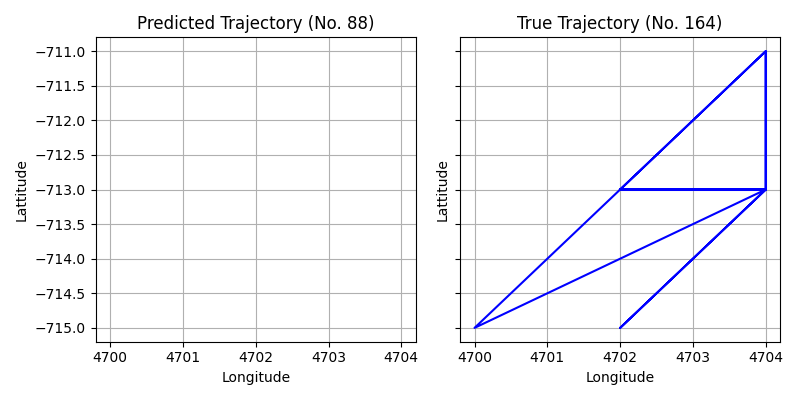 Predicted Trajectory (No. 88)
True Trajectory (No. 164)
Lattitude
−711.0
−711.5
−712.0
−712.5
−713.0
−713.5
−714.0
−714.5
−715.0
4700 4701 4702 4703 4704
Longitude
Lattitude
4700 4701 4702 4703 4704
Longitude